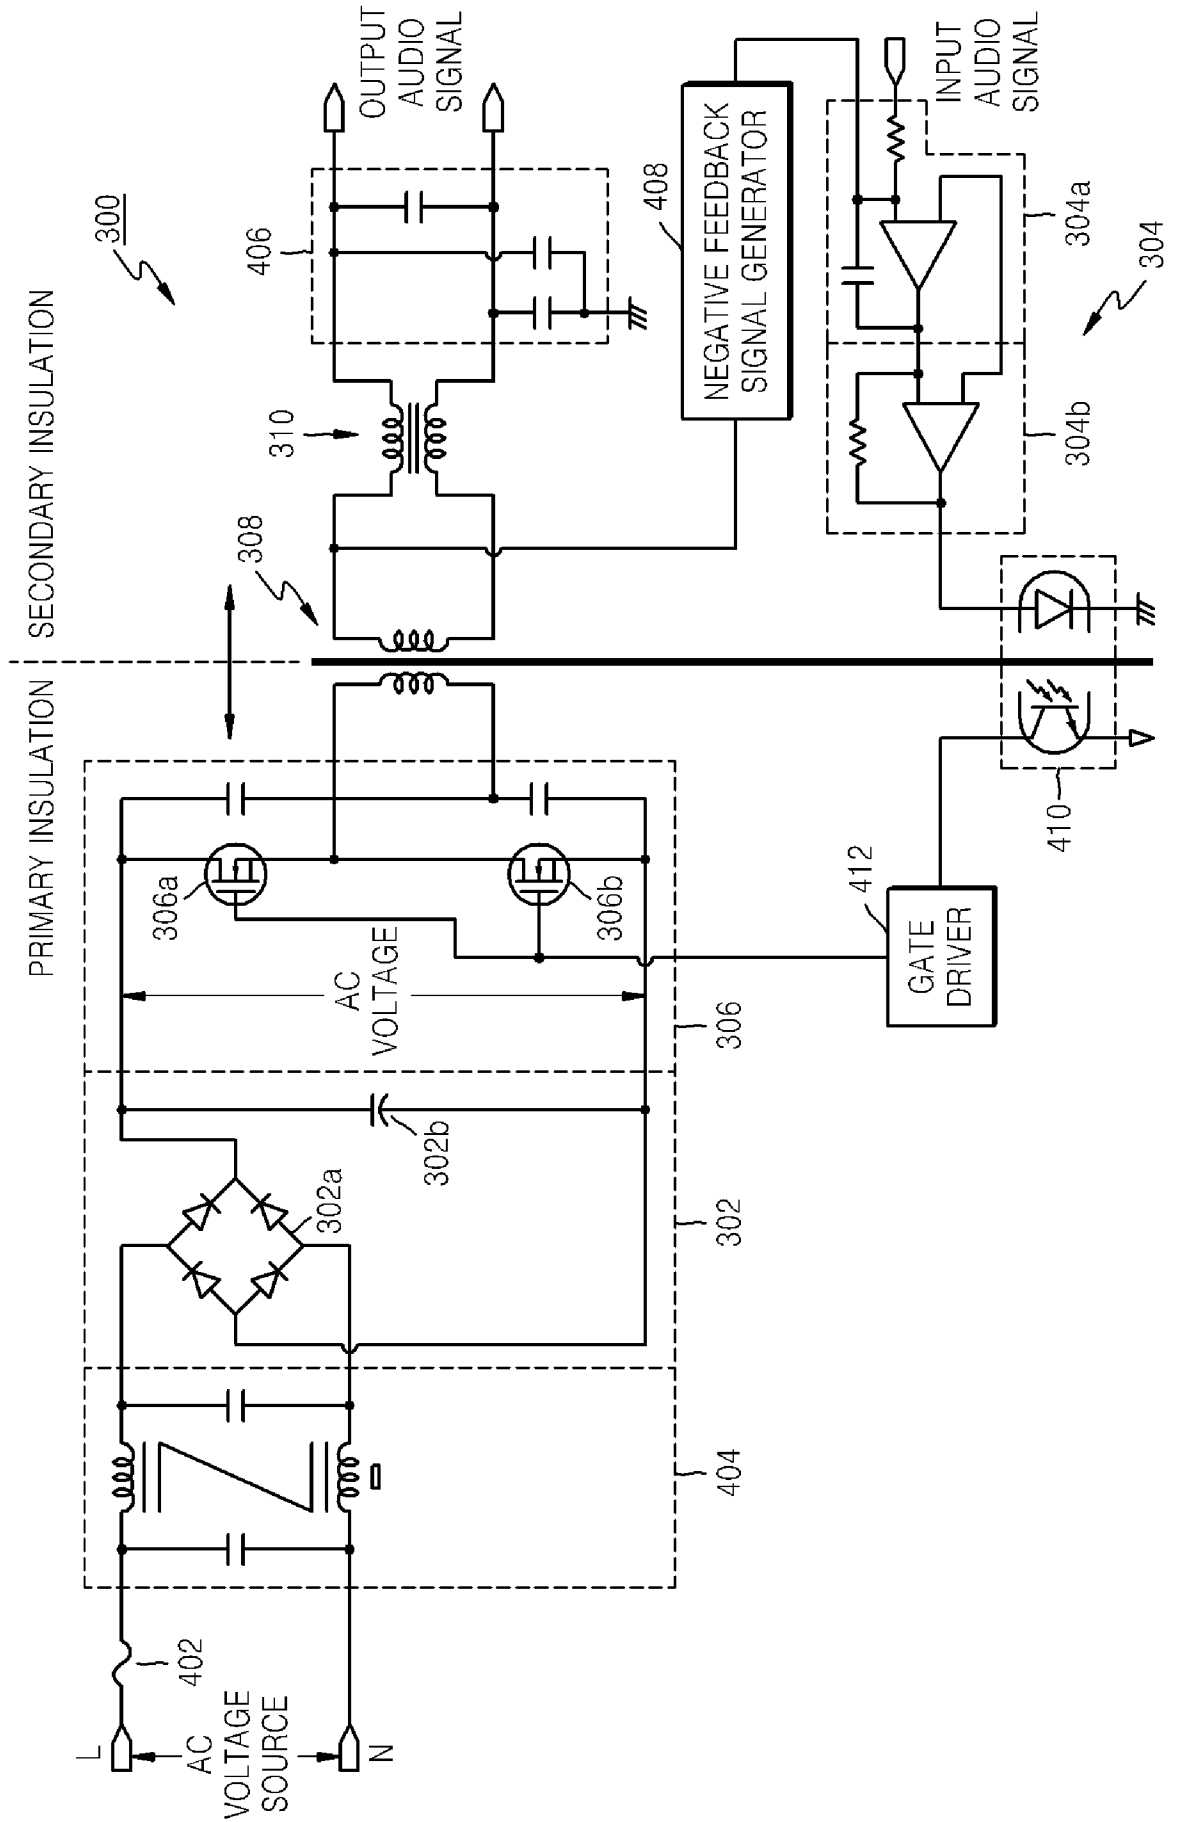 300
PRIMARY INSULATION
SECONDARY INSULATION
L
AC
VOLTAGE
SOURCE
N
402
404
302a
302b
302
306a
306b
AC
VOLTAGE
306
308
310
406
OUTPUT
AUDIO
SIGNAL
408
NEGATIVE FEEDBACK
SIGNAL GENERATOR
INPUT
AUDIO
SIGNAL
304a
304b
304
410
412
GATE
DRIVER